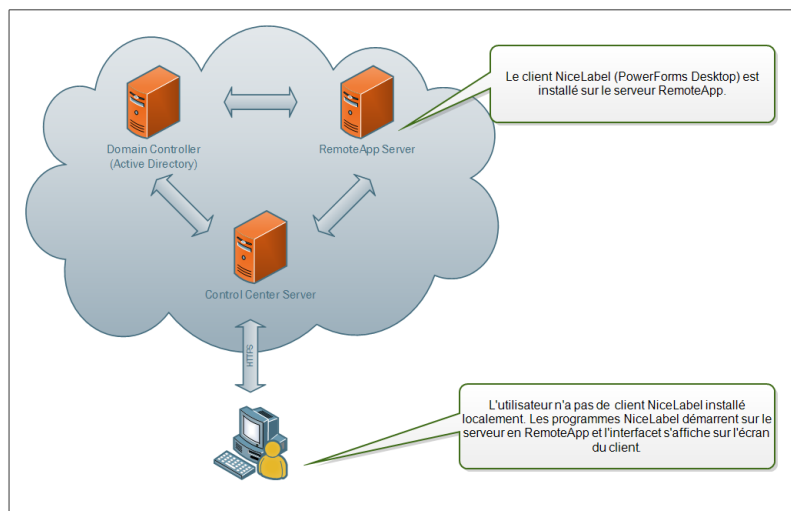 Le client NiceLabel (PowerForms Desktop) est
installé sur le serveur RemoteApp.
Domain Controller
(Active Directory)
RemoteApp Server
Control Center Server
HTTPS
L'utilisateur n'a pas de client NiceLabel installé
localement. Les programmes NiceLabel démarrent sur le
serveur en RemoteApp et l'interfacet s'affiche sur l'écran
du client.